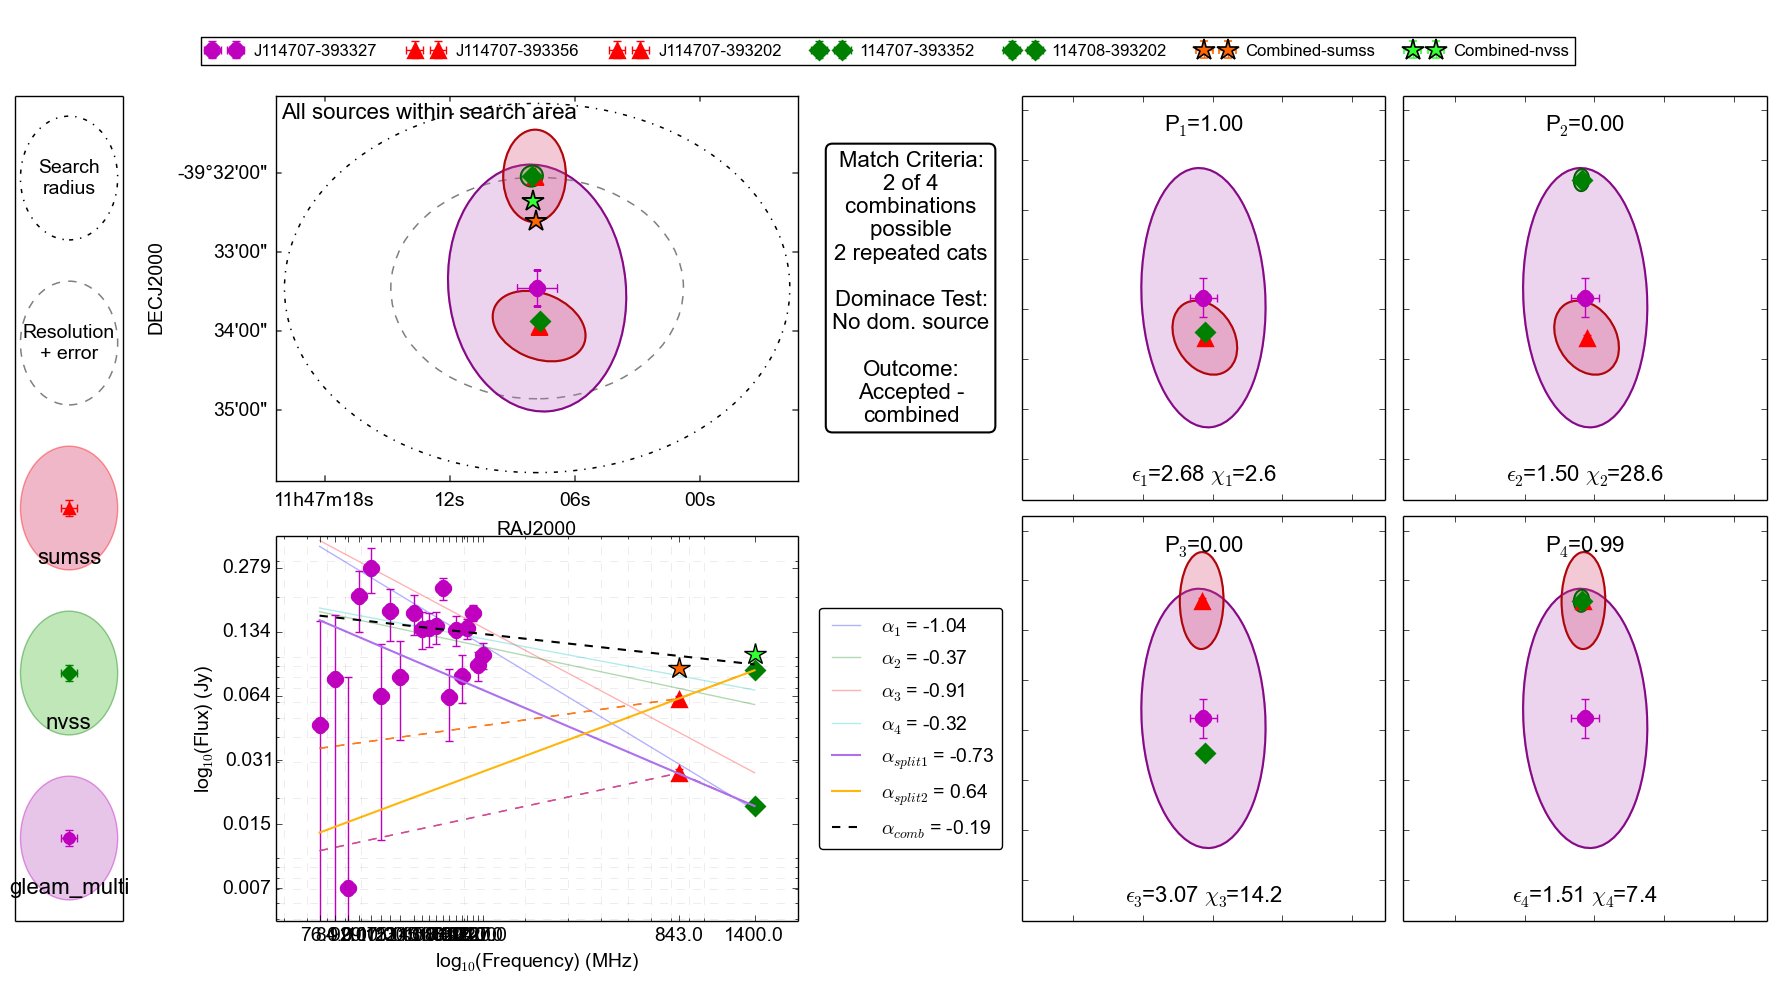 J114707-393327 J114707-393356 J114707-393202 114707-393352 114708-393202 Combined-sumss Combined-nvss
Search
radius
Resolution
+ error
sumss
nvss
gleam_multi
All sources within search area
DECJ2000
-39°32'00"
33'00"
34'00"
35'00"
11h47m18s 12s 06s 00s
RAJ2000
Match Criteria:
2 of 4
combinations
possible
2 repeated cats
Dominace Test:
No dom. source
Outcome:
Accepted -
combined
P1=1.00
ϵ1=2.68 χ1=2.6
P2=0.00
ϵ2=1.50 χ2=28.6
P3=0.00
ϵ3=3.07 χ3=14.2
P4=0.99
ϵ4=1.51 χ4=7.4
log10(Flux) (Jy)
0.279
0.134
0.064
0.031
0.015
0.007
843.0 1400.0
log10(Frequency) (MHz)
α1 = -1.04
α2 = -0.37
α3 = -0.91
α4 = -0.32
αsplit1 = -0.73
αsplit2 = 0.64
αcomb = -0.19